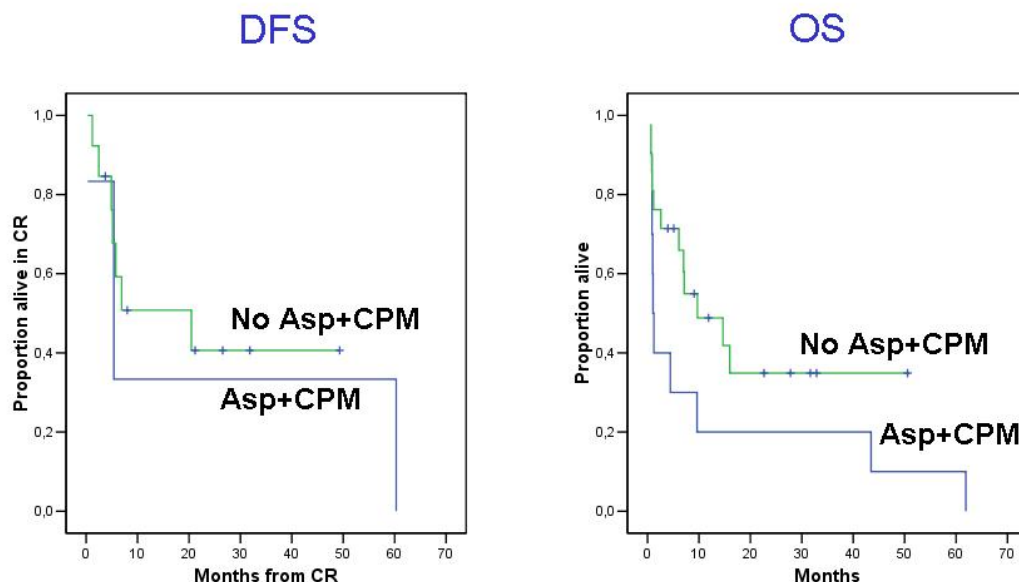 DFS
Proportion alive in CR
1,0
0,8
0,6
0,4
0,2
0,0
No Asp+CPM
Asp+CPM
0 10 20 30 40 50 60 70
Months from CR
OS
Proportion alive
1,0
0,8
0,6
0,4
0,2
0,0
No Asp+CPM
Asp+CPM
0 10 20 30 40 50 60 70
Months